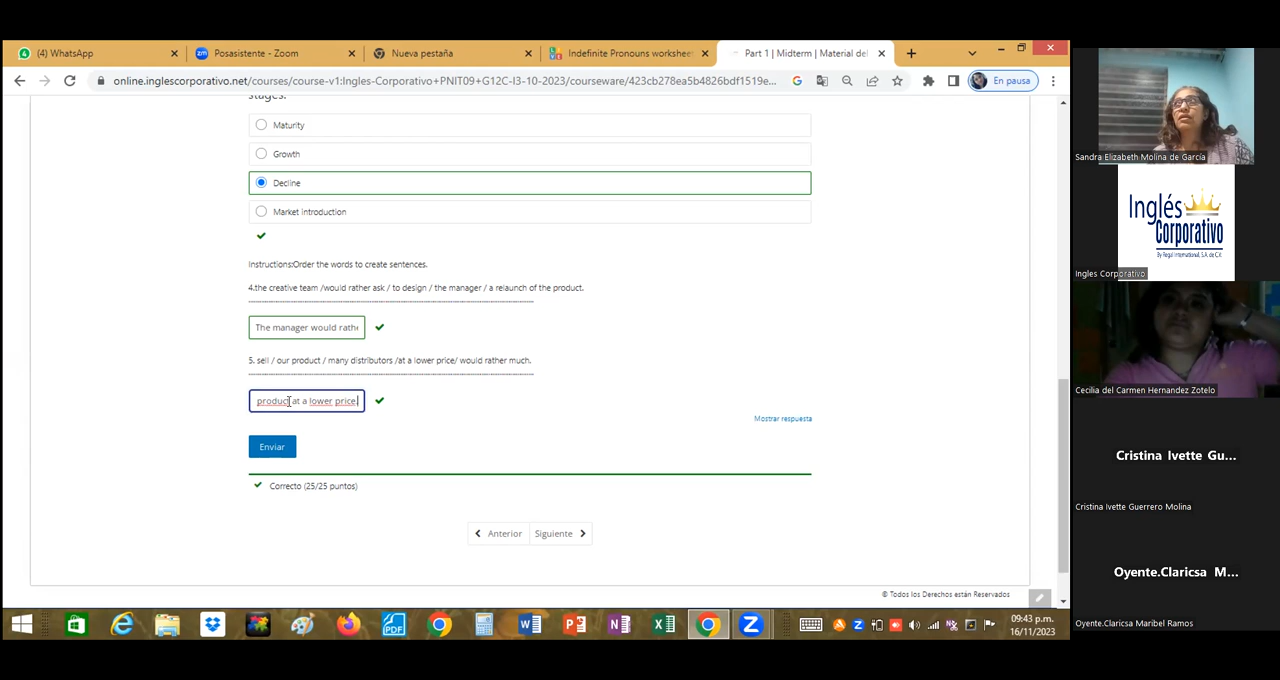 (4) WhatsApp
Posasistente - Zoom
Nueva pestaña
Indefinite Pronouns workshee
Part 1 | Midterm | Material del
online.inglescorporativo.net/courses/course-v1:Ingles-Corporativo+PNIT09+G12C-I3-10-2023/courseware/423cb278ea5b4826bdf1519e...
En pausa
stages.
Maturity
Growth
Decline
Market introduction
Instructions:Order the words to create sentences.
4.the creative team /would rather ask / to design / the manager / a relaunch of the product.
The manager would rathe
5. sell / our product / many distributors /at a lower price/ would rather much.
product at a lower price.
Mostrar respuesta
Enviar
Correcto (25/25 puntos)
Anterior
Siguiente
© Todos los Derechos están Reservados
09:43 p.m.
16/11/2023
Sandra Elizabeth Molina de García
Inglés
Corporativo
By Regal International, S.A. de C.V.
Ingles Corporativo
Cecilia del Carmen Hernandez Zotelo
Cristina Ivette Gu...
Cristina Ivette Guerrero Molina
Oyente.Claricsa M...
Oyente.Claricsa Maribel Ramos